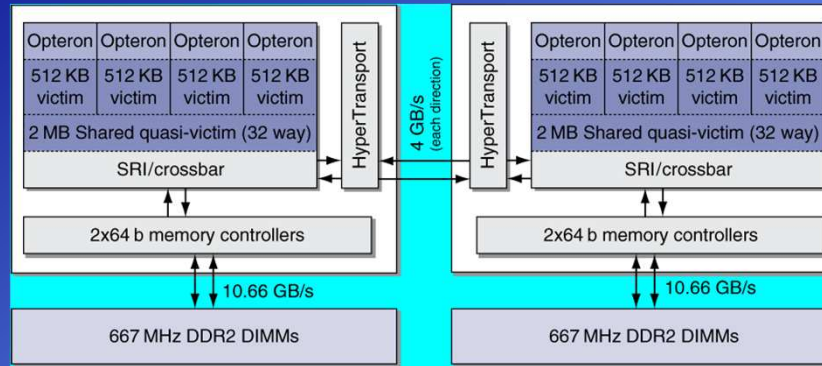 Opteron Opteron Opteron Opteron
512 KB 512 KB 512 KB 512 KB
victim victim victim victim
2 MB Shared quasi-victim (32 way)
SRI/crossbar
HyperTransport
2x64 b memory controllers
10.66 GB/s
667 MHz DDR2 DIMMs
4 GB/s
(each direction)
HyperTransport
Opteron Opteron Opteron Opteron
512 KB 512 KB 512 KB 512 KB
victim victim victim victim
2 MB Shared quasi-victim (32 way)
SRI/crossbar
2x64 b memory controllers
10.66 GB/s
667 MHz DDR2 DIMMs